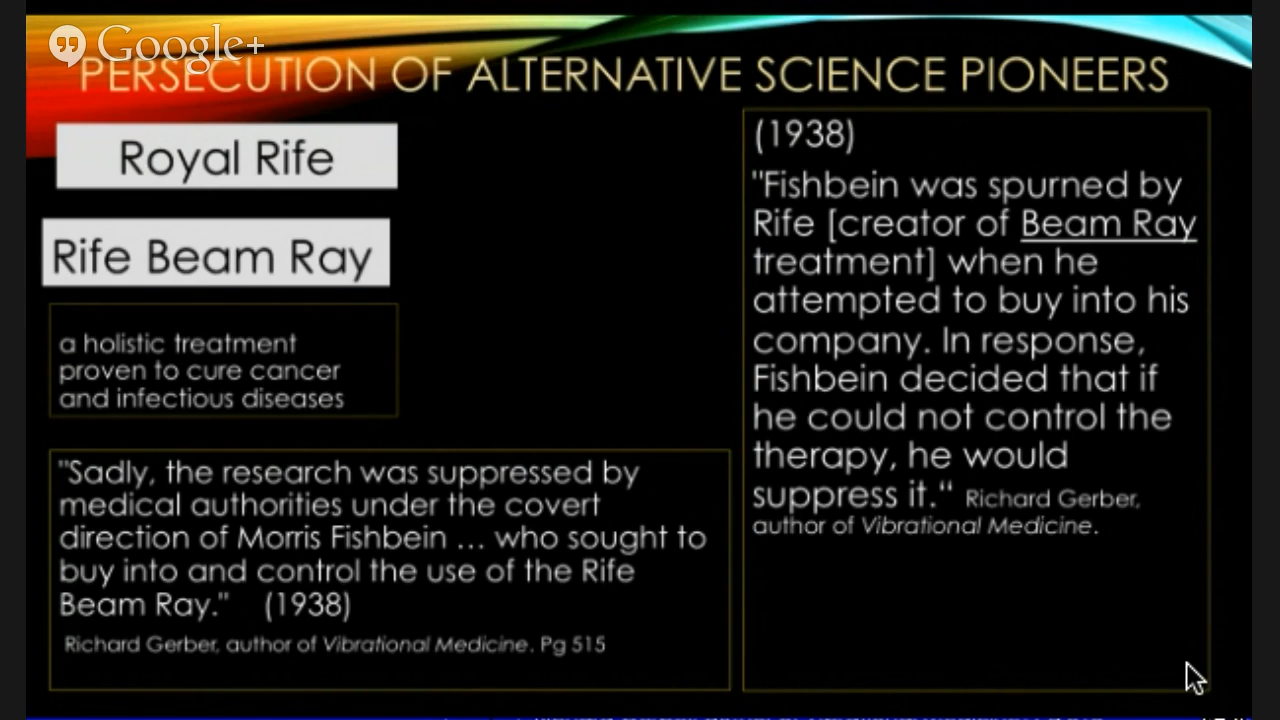 Google+
PERSECUTION OF ALTERNATIVE SCIENCE PIONEERS
Royal Rife
Rife Beam Ray
a holistic treatment
proven to cure cancer
and infectious diseases
"Sadly, the research was suppressed by
medical authorities under the covert
direction of Morris Fishbein ... who sought to
buy into and control the use of the Rife
Beam Ray." (1938)
Richard Gerber, author of Vibrational Medicine. Pg 515
(1938)
"Fishbein was spurned by
Rife [creator of Beam Ray
treatment] when he
attempted to buy into his
company. In response,
Fishbein decided that if
he could not control the
therapy, he would
suppress it.“ Richard Gerber,
author of Vibrational Medicine.